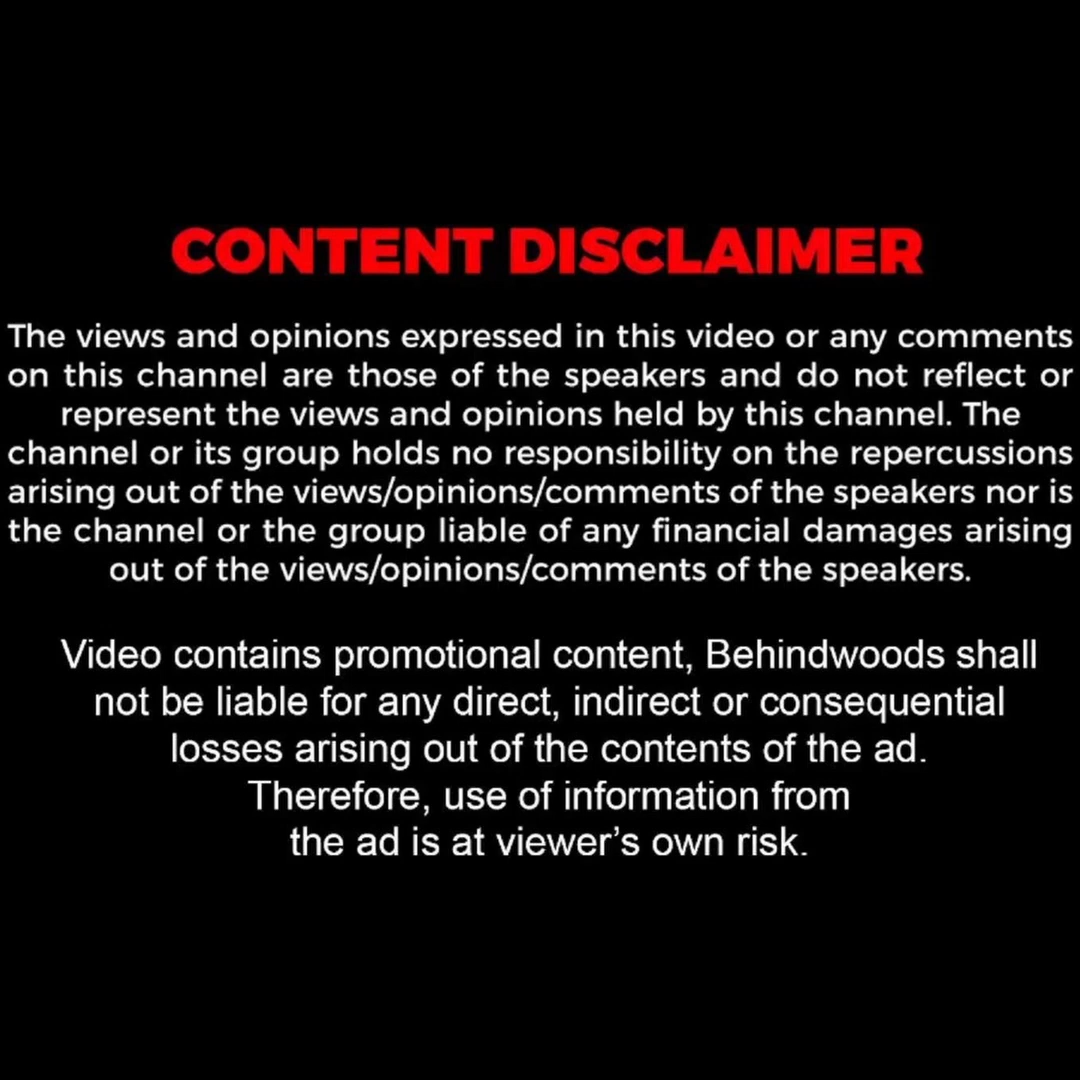 CONTENT DISCLAIMER
The views and opinions expressed in this video or any comments
on this channel are those of the speakers and do not reflect or
represent the views and opinions held by this channel. The
channel or its group holds no responsibility on the repercussions
arising out of the views/opinions/comments of the speakers nor is
the channel or the group liable of any financial damages arising
out of the views/opinions/comments of the speakers.
Video contains promotional content, Behindwoods shall
not be liable for any direct, indirect or consequential
losses arising out of the contents of the ad.
Therefore, use of information from
the ad is at viewer’s own risk.